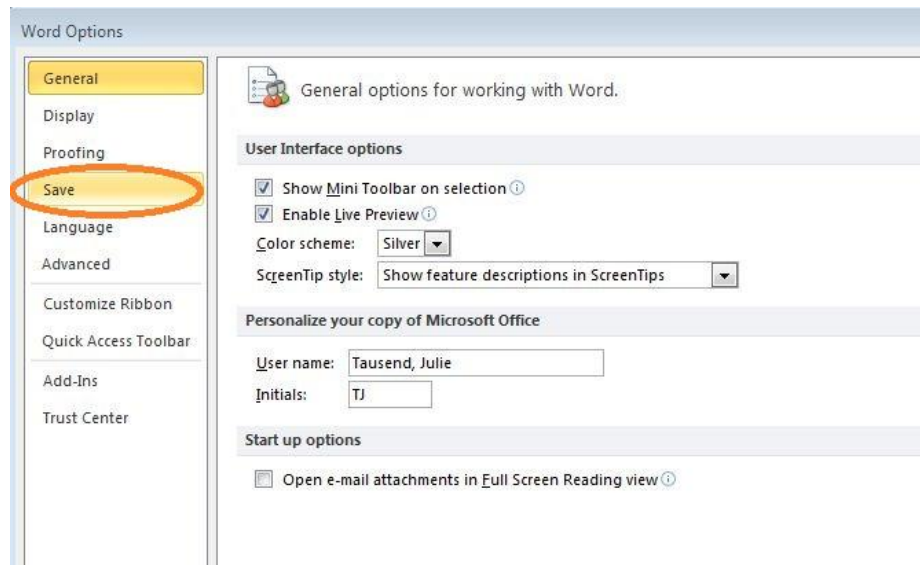 Word Options
General
Display
Proofing
Save
Language
Advanced
Customize Ribbon
Quick Access Toolbar
Add-Ins
Trust Center
General options for working with Word.
User Interface options
Show Mini Toolbar on selection
Enable Live Preview
Color scheme: Silver
ScreenTip style: Show feature descriptions in ScreenTips
Personalize your copy of Microsoft Office
User name: Tausend, Julie
Initials: TJ
Start up options
Open e-mail attachments in Full Screen Reading view